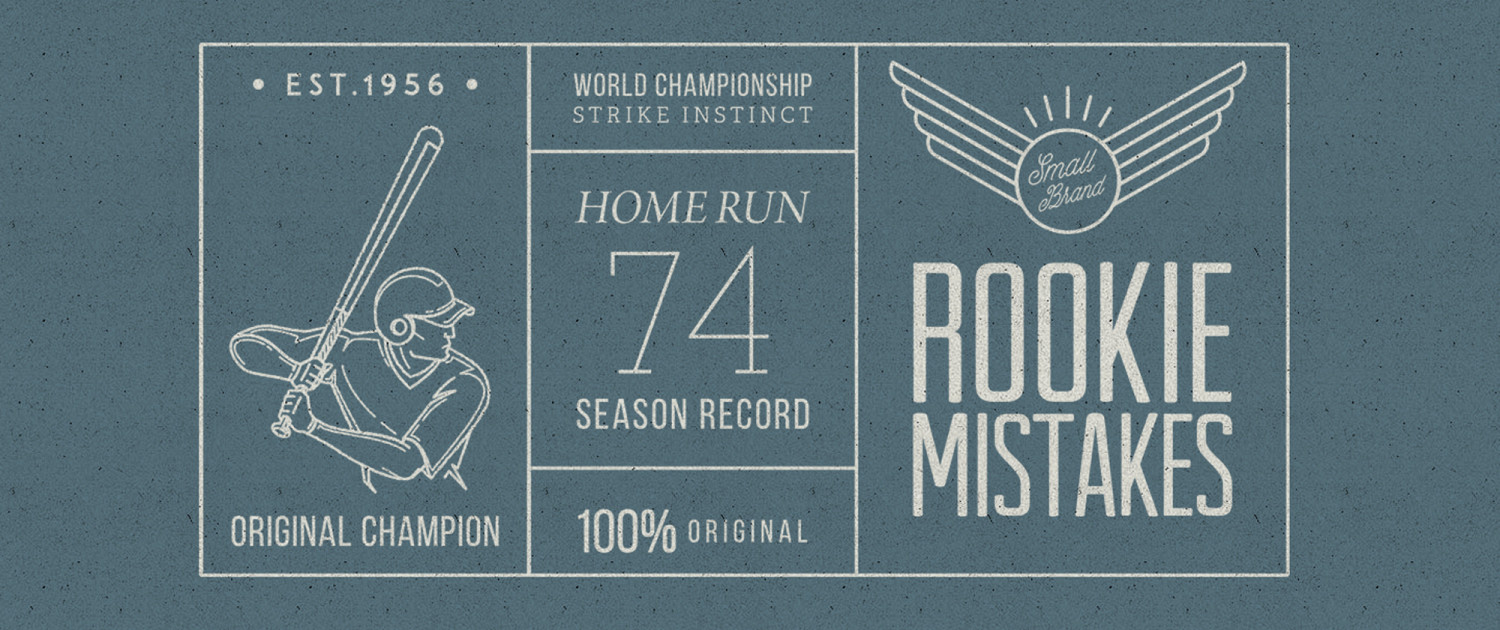 • EST.1956 •
ORIGINAL CHAMPION
WORLD CHAMPIONSHIP
STRIKE INSTINCT
HOME RUN
74
SEASON RECORD
100% ORIGINAL
Small
Brand
ROOKIE
MISTAKES